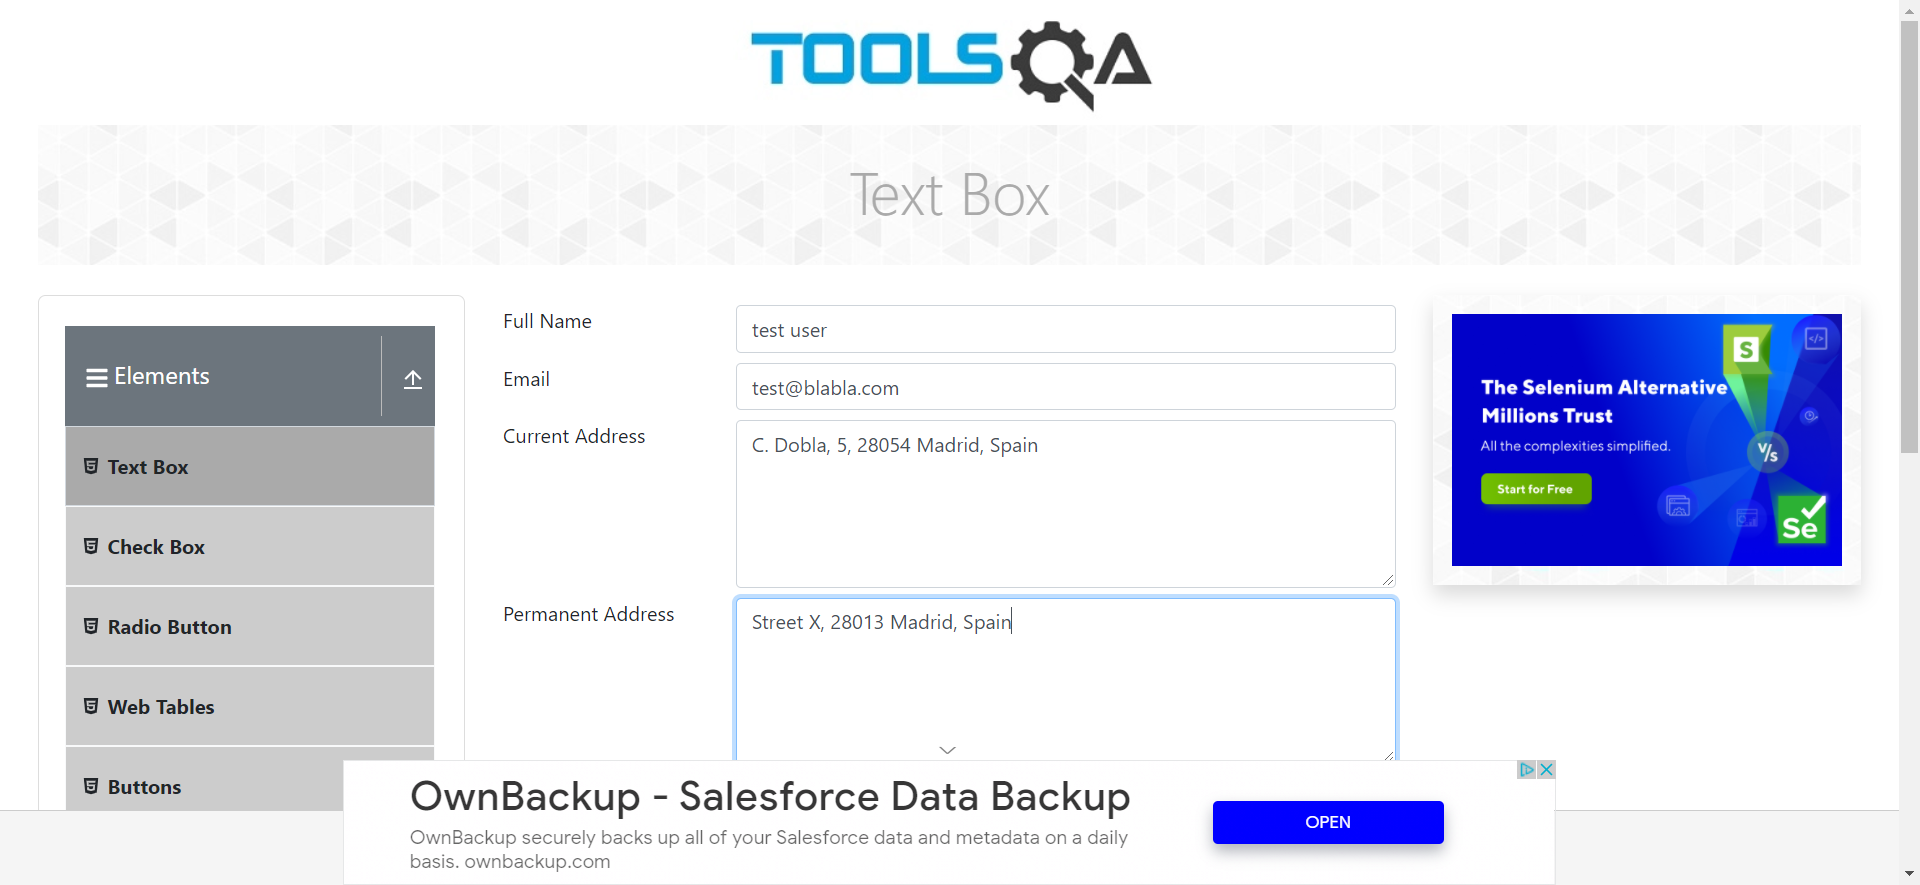 TOOLSQA
Text Box
Elements
Text Box
Check Box
Radio Button
Web Tables
Buttons
Full Name
test user
Email
test@blabla.com
Current Address
C. Dobla, 5, 28054 Madrid, Spain
Permanent Address
Street X, 28013 Madrid, Spain
The Selenium Alternative
Millions Trust
All the complexities simplified.
Start for Free
S
</>
V/s
Se
OwnBackup - Salesforce Data Backup
OwnBackup securely backs up all of your Salesforce data and metadata on a daily
basis. ownbackup.com
OPEN